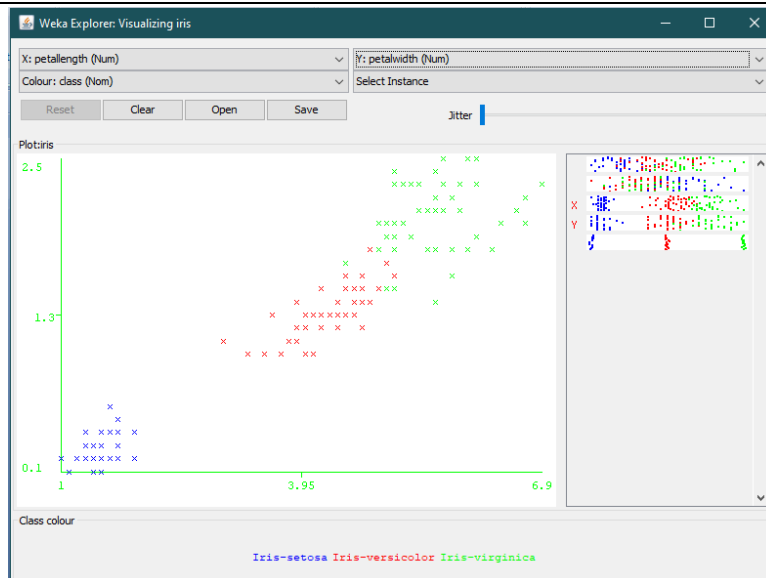 Weka Explorer: Visualizing iris
X: petallength (Num) Y: petalwidth (Num)
Colour: class (Nom) Select Instance
Reset Clear Open Save Jitter
Plot:iris
2.5
X
Y
1.3
0.1
1 3.95 6.9
Class colour
Iris-setosa Iris-versicolor Iris-virginica